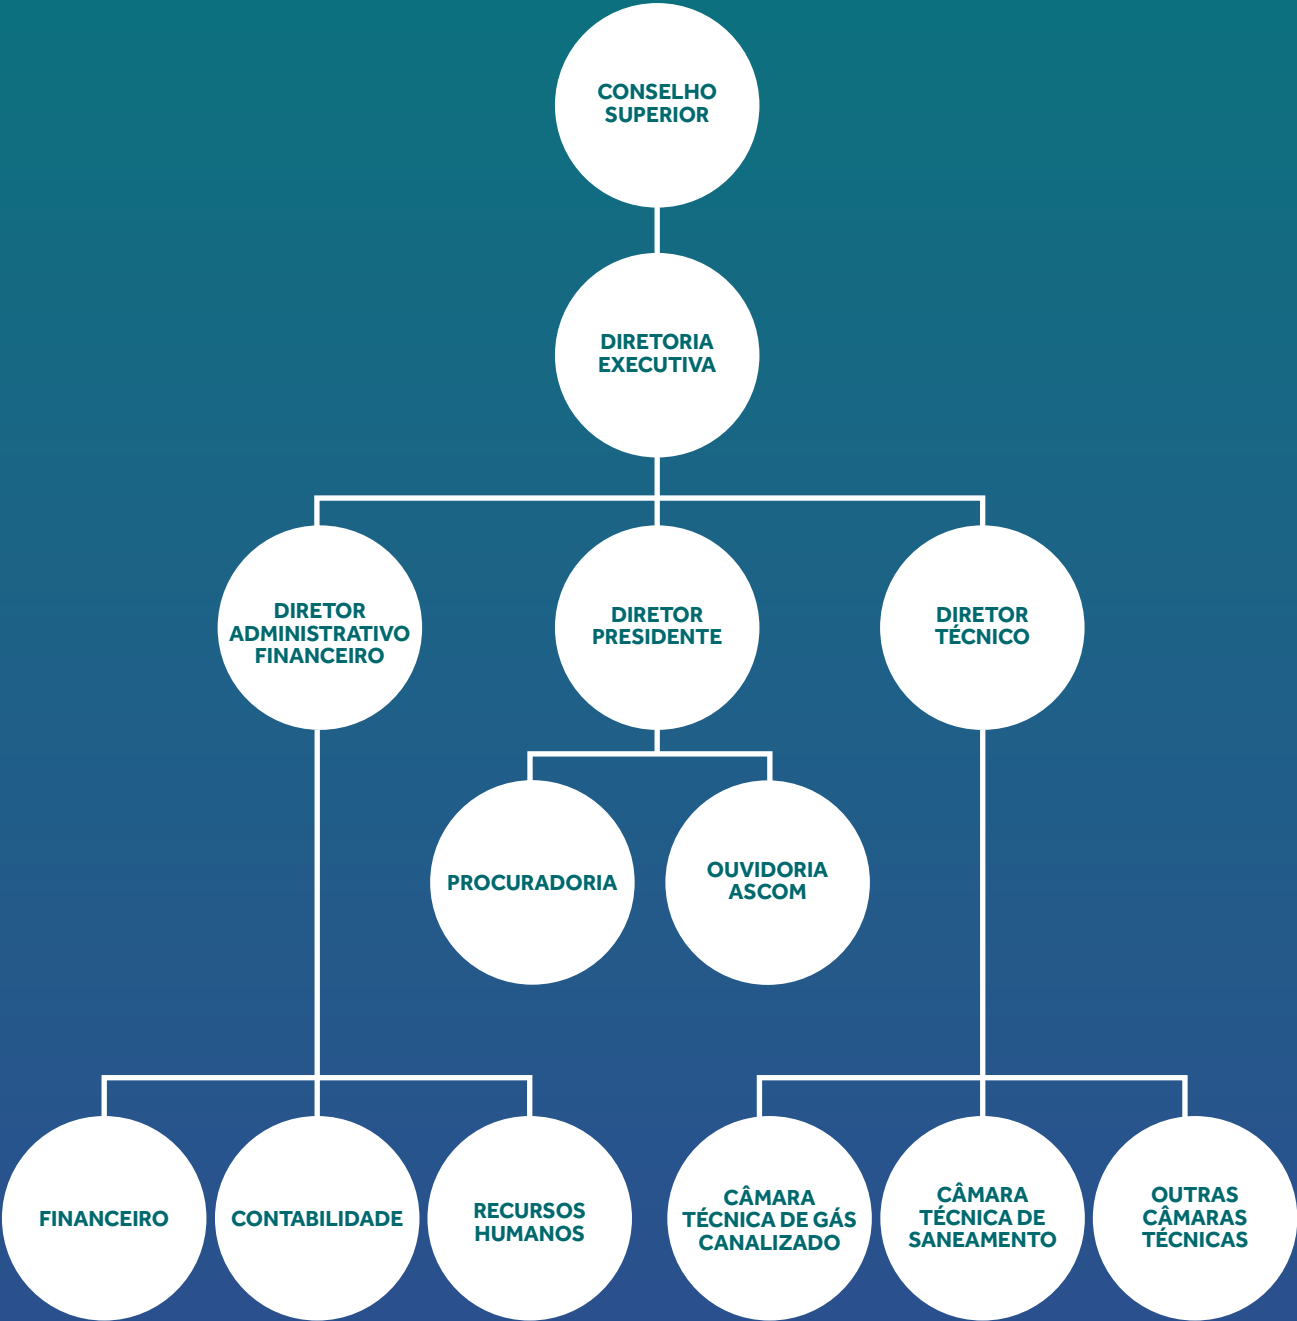 CONSELHO
SUPERIOR
DIRETORIA
EXECUTIVA
DIRETOR
ADMINISTRATIVO
FINANCEIRO
DIRETOR
PRESIDENTE
DIRETOR
TÉCNICO
PROCURADORIA
OUVIDORIA
ASCOM
FINANCEIRO
CONTABILIDADE
RECURSOS
HUMANOS
CÂMARA
TÉCNICA DE GÁS
CANALIZADO
CÂMARA
TÉCNICA DE
SANEAMENTO
OUTRAS
CÂMARAS
TÉCNICAS